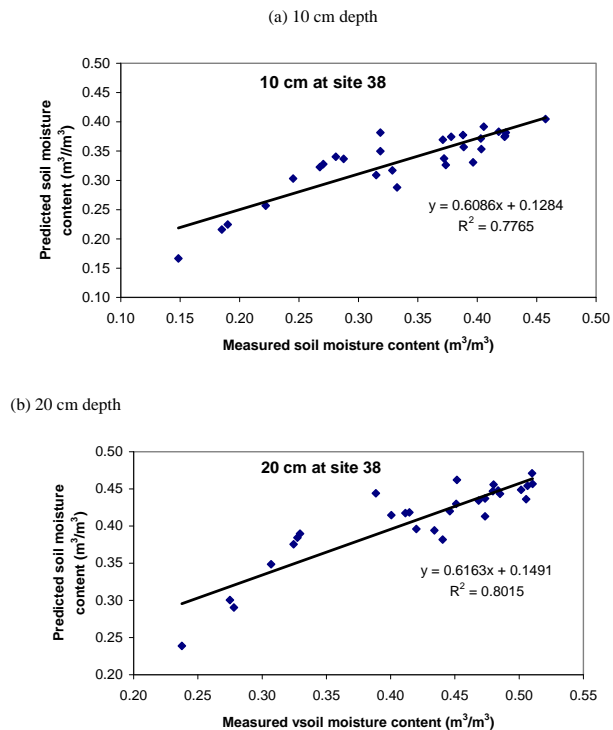 (a) 10 cm depth
10 cm at site 38
Predicted soil moisture
content (m³//m³)
0.40
0.35
0.30
0.25
0.20
0.15
0.10
y = 0.6086x + 0.1284
R² = 0.7765
0.10 0.15 0.20 0.25 0.30 0.35 0.40 0.45 0.50
Measured soil moisture content (m³/m³)
(b) 20 cm depth
20 cm at site 38
Predicted soil moisture
content (m³/m³)
0.50
0.45
0.40
0.35
0.30
0.25
0.20
y = 0.6163x + 0.1491
R² = 0.8015
0.20 0.25 0.30 0.35 0.40 0.45 0.50 0.55
Measured vsoil moisture content (m³/m³)